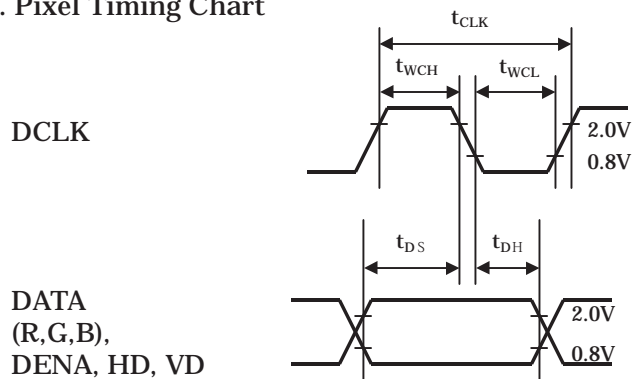 . Pixel Timing Chart
tCLK
tWCH
tWCL
DCLK
2.0V
0.8V
tDS
tDH
DATA
(R,G,B),
DENA, HD, VD
2.0V
0.8V